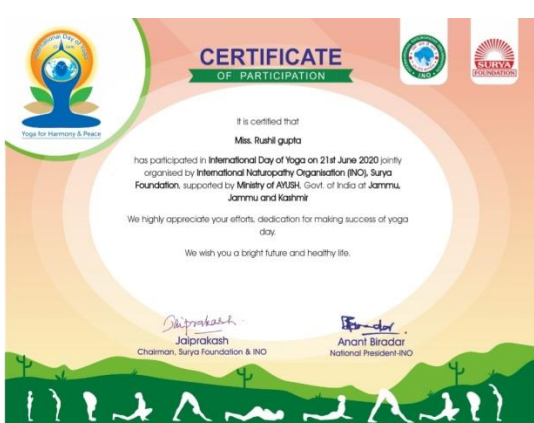 International Day of Yoga
Yoga for Harmony & Peace
CERTIFICATE
OF PARTICIPATION
INO
SURYA
FOUNDATION
It is certified that
Miss. Rushil gupta
has participated in International Day of Yoga on 21st June 2020 jointly
organised by International Naturopathy Organisation (INO), Surya
Foundation, supported by Ministry of AYUSH, Govt. of India at Jammu,
Jammu and Kashmir
We highly appreciate your efforts, dedication for making success of yoga
day.
We wish you a bright future and healthy life.
Jaiprakash
Jaiprakash
Chairman, Surya Foundation & INO
Biradar
Anant Biradar
National President-INO